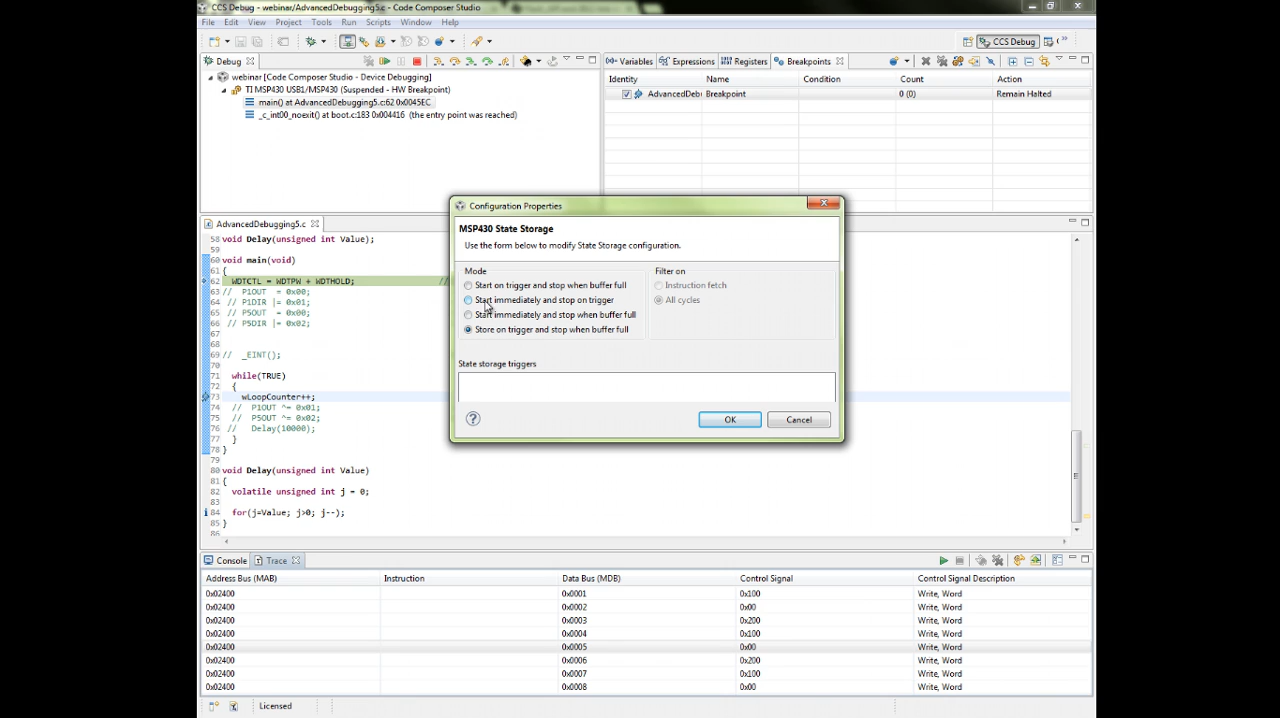 CCS Debug - webinar/AdvancedDebugging5.c - Code Composer Studio
File Edit View Project Tools Run Scripts Window Help
CCS Debug
Debug
webinar [Code Composer Studio - Device Debugging]
TI MSP430 USB1/MSP430 (Suspended - HW Breakpoint)
main() at AdvancedDebugging5.c:62 0x0045EC
_c_int00_noexit() at boot.c:183 0x004416 (the entry point was reached)
(x)= Variables Expressions Registers Breakpoints
Identity Name Condition Count Action
AdvancedDeb Breakpoint 0 (0) Remain Halted
Configuration Properties
MSP430 State Storage
Use the form below to modify State Storage configuration.
Mode
Start on trigger and stop when buffer full
Start immediately and stop on trigger
Start immediately and stop when buffer full
Store on trigger and stop when buffer full
Filter on
Instruction fetch
All cycles
State storage triggers
?
OK Cancel
AdvancedDebugging5.c
58 void Delay(unsigned int Value);
59
60 void main(void)
61 {
62 WDTCTL = WDTPW + WDTHOLD; //
63 // P1OUT = 0x00;
64 // P1DIR |= 0x01;
65 // P5OUT = 0x00;
66 // P5DIR |= 0x02;
68
69 // _EINT();
70
71 while(TRUE)
72 {
73 wLoopCounter++;
74 // P1OUT ^= 0x01;
75 // P5OUT ^= 0x02;
76 // Delay(10000);
77 }
78 }
79
80 void Delay(unsigned int Value)
81 {
82 volatile unsigned int j = 0;
83
84 for(j=Value; j>0; j--);
85 }
86
Console Trace
Address Bus (MAB) Instruction Data Bus (MDB) Control Signal Control Signal Description
0x02400 0x0001 0x100 Write, Word
0x02400 0x0002 0x00 Write, Word
0x02400 0x0003 0x200 Write, Word
0x02400 0x0004 0x100 Write, Word
0x02400 0x0005 0x00 Write, Word
0x02400 0x0006 0x200 Write, Word
0x02400 0x0007 0x100 Write, Word
0x02400 0x0008 0x00 Write, Word
Licensed